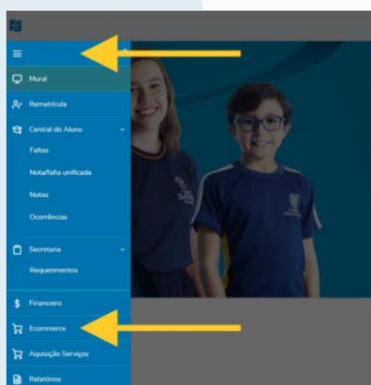 Mural
Rematrícula
Central do Aluno
Faltas
Nota/falta unificada
Notas
Ocorrências
Secretaria
Requerimentos
Financeiro
Ecommerce
Aquisição Serviços
Relatórios